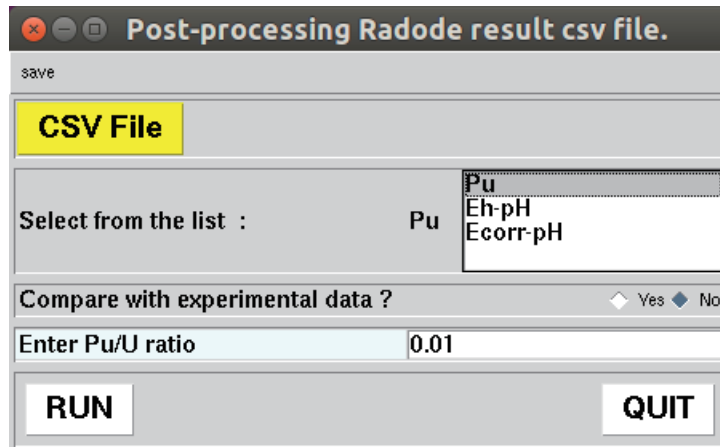 Post-processing Radode result csv file.
save
CSV File
Select from the list : Pu
Pu
Eh-pH
Ecorr-pH
Compare with experimental data ? Yes No
Enter Pu/U ratio 0.01
RUN QUIT